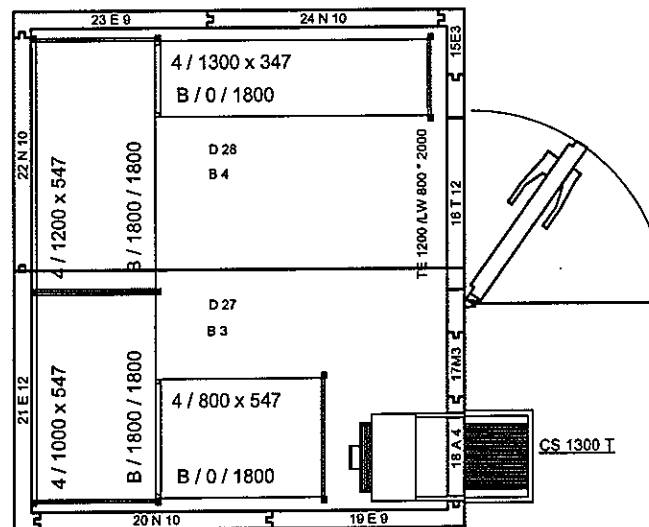 23 E 9
24 N 10
15E3
4 / 1300 x 347
B / 0 / 1800
22 N 10
4 / 1200 x 547
B / 1800 / 1800
D 28
B 4
TE 1200 /LW 800 * 2000
16 T 12
D 27
B 3
21 E 12
4 / 1000 x 547
B / 1800 / 1800
4 / 800 x 547
B / 0 / 1800
17M3
18 A 4
CS 1300 T
20 N 10
19 E 9